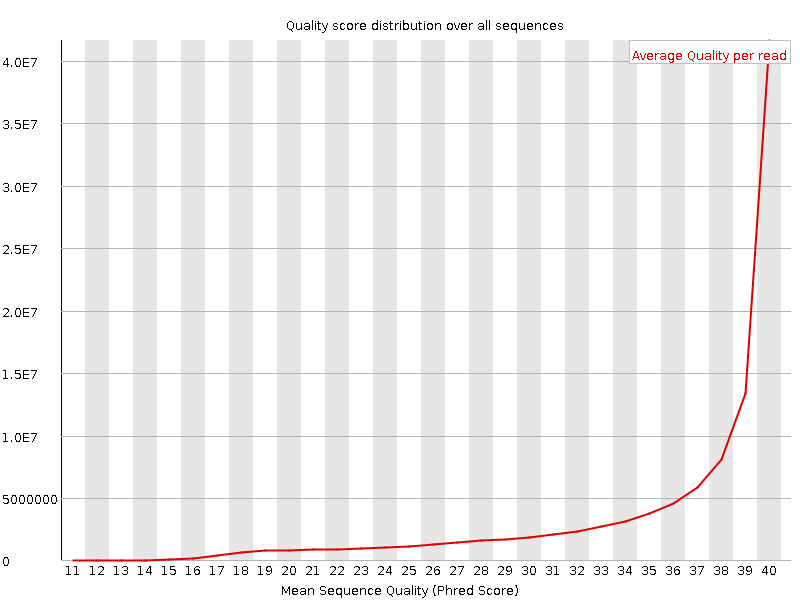 Quality score distribution over all sequences
Average Quality per read
4.0E7
3.5E7
3.0E7
2.5E7
2.0E7
1.5E7
1.0E7
5000000
0
11 12 13 14 15 16 17 18 19 20 21 22 23 24 25 26 27 28 29 30 31 32 33 34 35 36 37 38 39 40
Mean Sequence Quality (Phred Score)